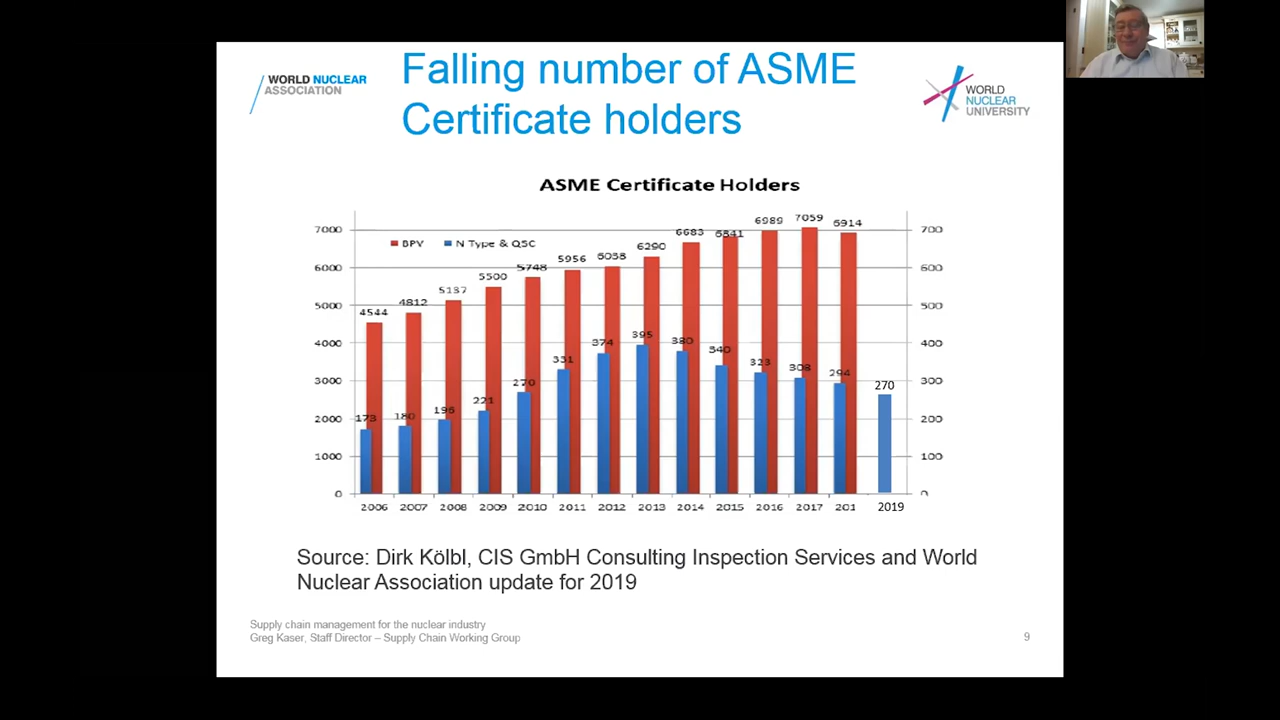 Falling number of ASME
Certificate holders
WORLD NUCLEAR
ASSOCIATION
WORLD
NUCLEAR
UNIVERSITY
ASME Certificate Holders
BPV
N Type & QSC
7000
6000
5000
4000
3000
2000
1000
0
700
600
500
400
300
200
100
0
4544
4812
5137
5500
5748
5956
6038
6290
6683
6841
6989
7059
6914
173
180
196
221
270
331
374
395
380
340
323
308
294
270
2006 2007 2008 2009 2010 2011 2012 2013 2014 2015 2016 2017 201 2019
Source: Dirk Kölbl, CIS GmbH Consulting Inspection Services and World
Nuclear Association update for 2019
Supply chain management for the nuclear industry
Greg Kaser, Staff Director – Supply Chain Working Group
9